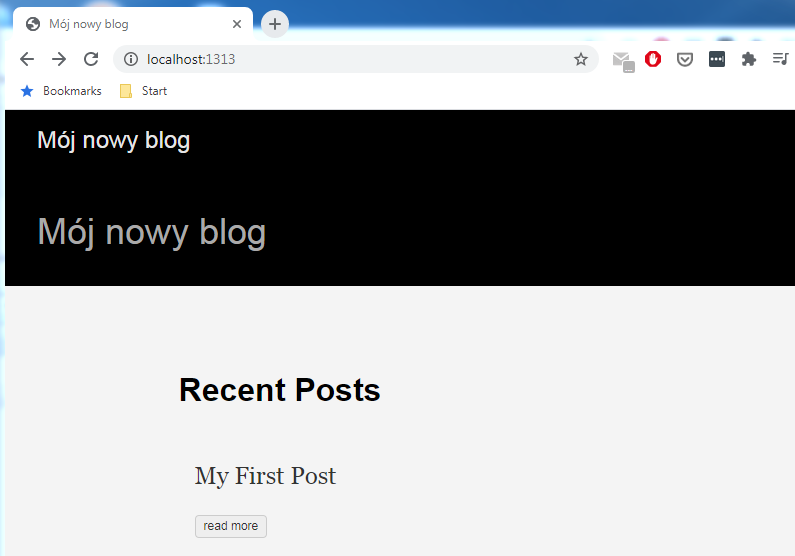 Mój nowy blog
localhost:1313
Bookmarks Start
Mój nowy blog
Mój nowy blog
Recent Posts
My First Post
read more